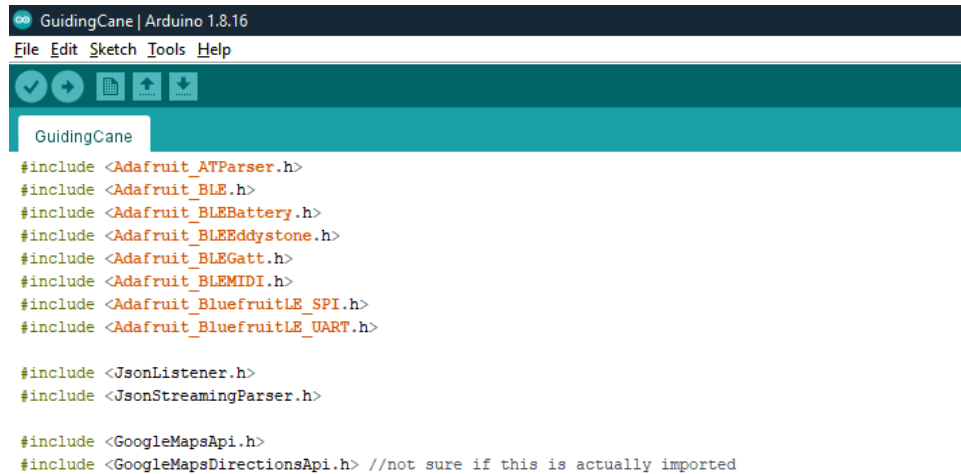 GuidingCane | Arduino 1.8.16
File Edit Sketch Tools Help
GuidingCane
#include <Adafruit_ATParser.h>
#include <Adafruit_BLE.h>
#include <Adafruit_BLEBattery.h>
#include <Adafruit_BLEEddystone.h>
#include <Adafruit_BLEGatt.h>
#include <Adafruit_BLEMIDI.h>
#include <Adafruit_BluefruitLE_SPI.h>
#include <Adafruit_BluefruitLE_UART.h>
#include <JsonListener.h>
#include <JsonStreamingParser.h>
#include <GoogleMapsApi.h>
#include <GoogleMapsDirectionsApi.h> //not sure if this is actually imported